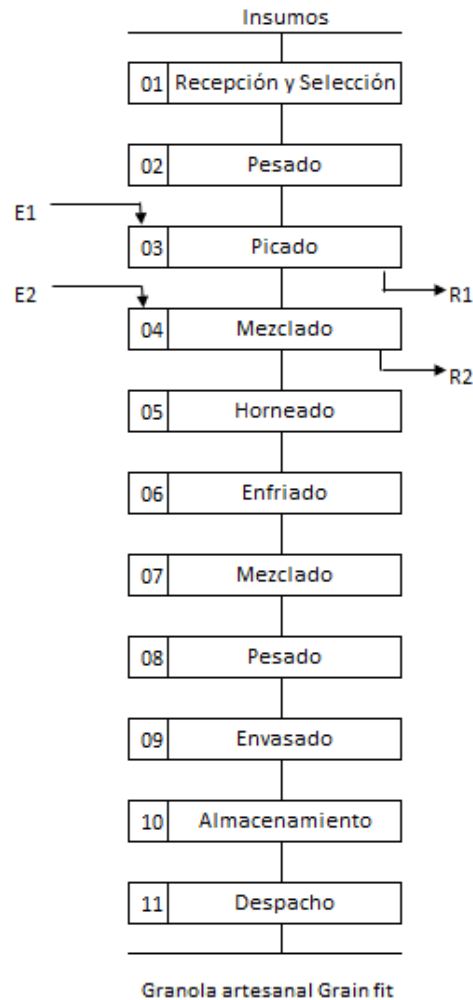 Insumos
01 Recepción y Selección
02 Pesado
E1
03 Picado
R1
E2
04 Mezclado
R2
05 Horneado
06 Enfriado
07 Mezclado
08 Pesado
09 Envasado
10 Almacenamiento
11 Despacho
Granola artesanal Grain fit